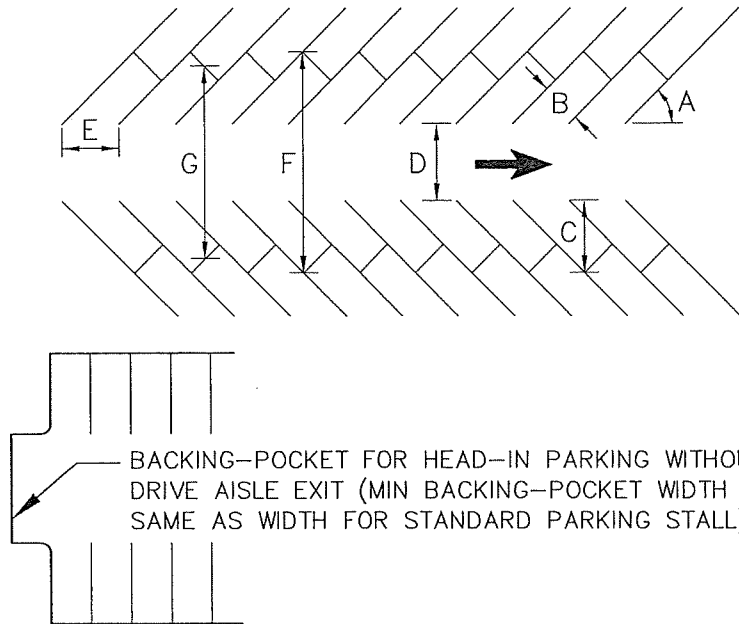 B
A
E
G
F
D
C
BACKING-POCKET FOR HEAD-IN PARKING
DRIVE AISLE EXIT (MIN BACKING-POCKET WIDTH
SAME AS WIDTH FOR STANDARD PARKING STALL)